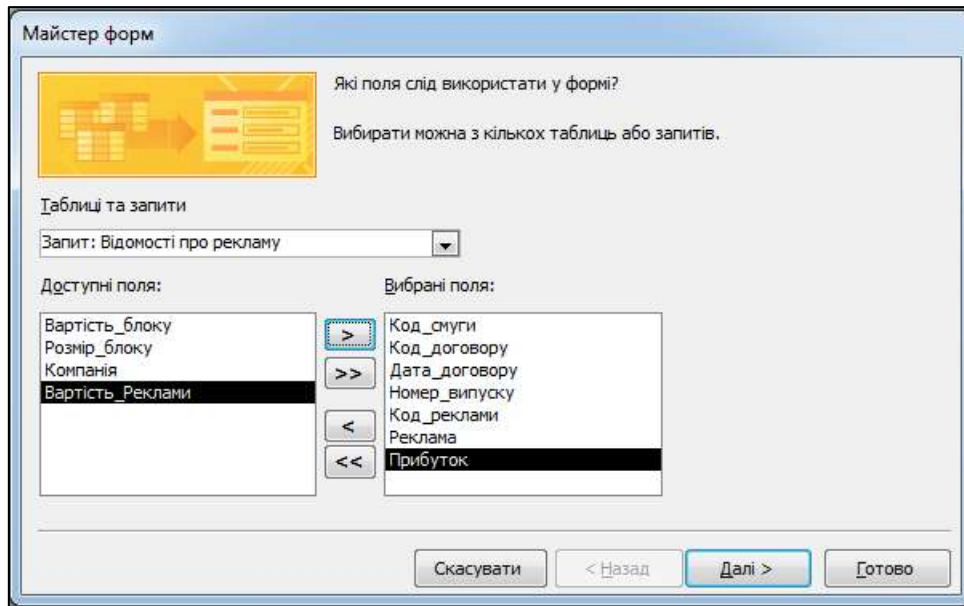 Майстер форм
Які поля слід використати у формі?
Вибирати можна з кількох таблиць або запитів.
Таблиці та запити
Запит: Відомості про рекламу
Доступні поля:
Вартість_блоку
Розмір_блоку
Компанія
Вартість_Реклами
>
>>
<
<<
Вибрані поля:
Код_смуги
Код_договору
Дата_договору
Номер_випуску
Код_реклами
Реклама
Прибуток
Скасувати
< Назад
Далі >
Готово